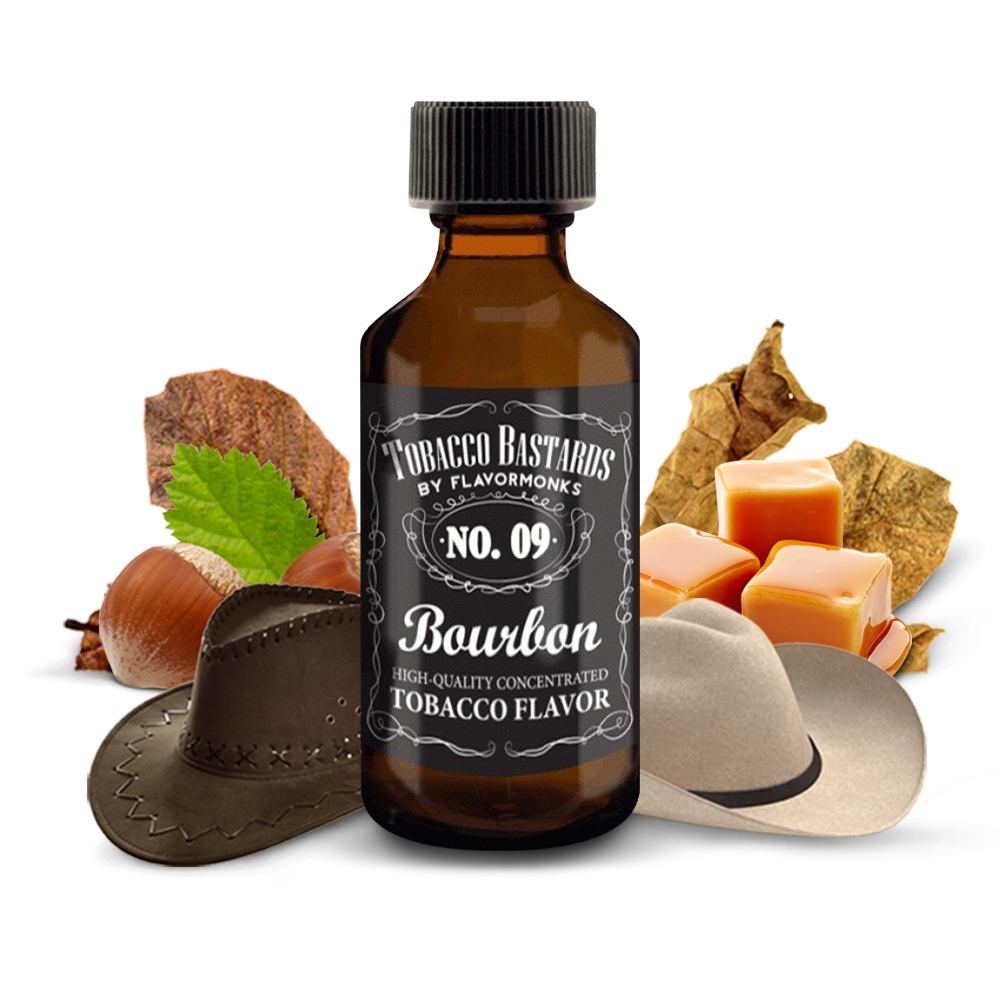 TOBACCO BASTARDS
BY FLAVORMONKS
·NO. 09·
Bourbon
HIGH-QUALITY CONCENTRATED
TOBACCO FLAVOR